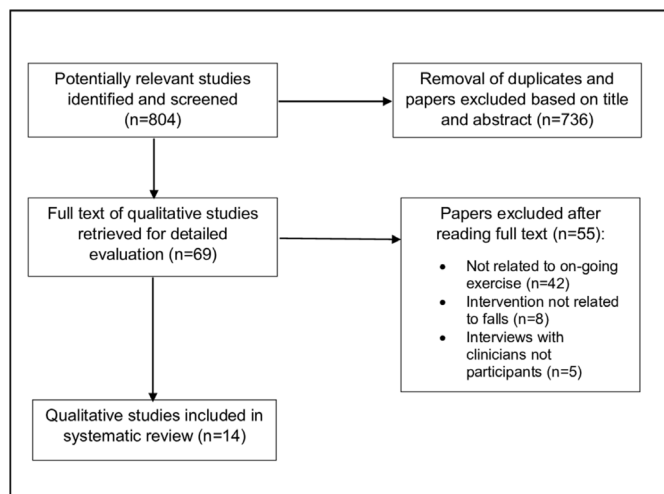 Potentially relevant studies
identified and screened
(n=804)
Removal of duplicates and
papers excluded based on title
and abstract (n=736)
Full text of qualitative studies
retrieved for detailed
evaluation (n=69)
Papers excluded after
reading full text (n=55):
• Not related to on-going
exercise (n=42)
• Intervention not related
to falls (n=8)
• Interviews with
clinicians not
participants (n=5)
Qualitative studies included in
systematic review (n=14)